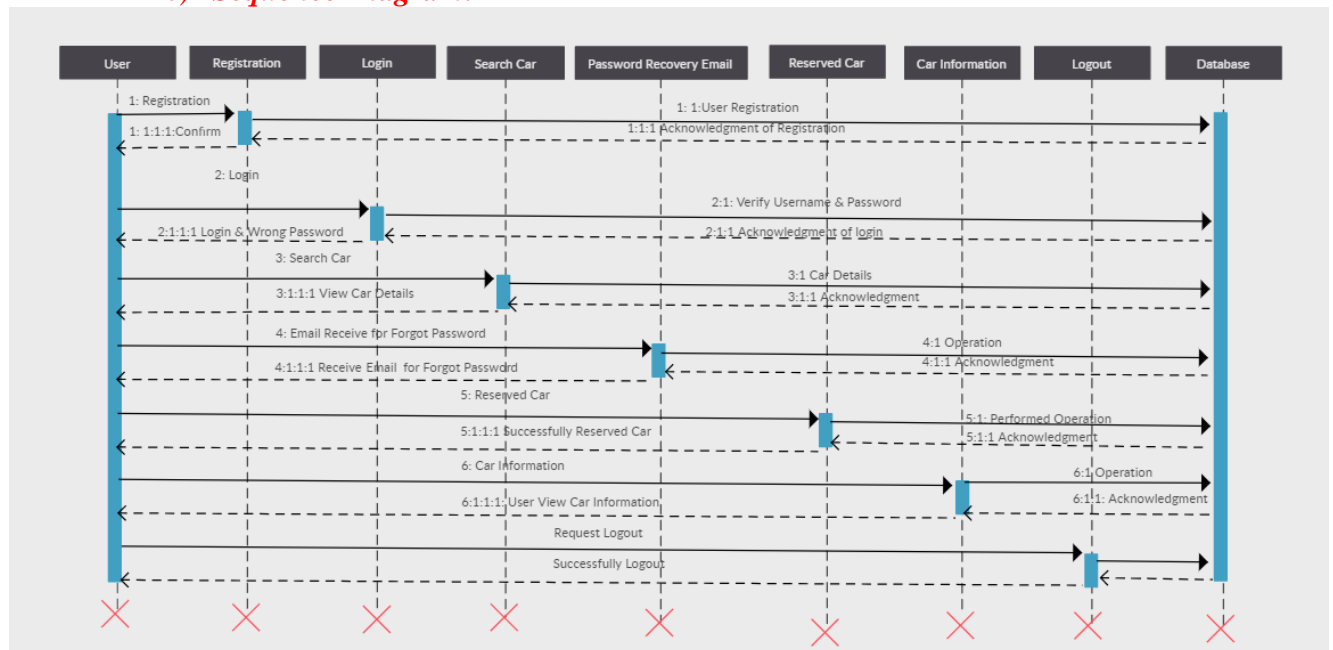 Sequence Diagram:
User
Registration
Login
Search Car
Password Recovery Email
Reserved Car
Car Information
Logout
Database
1: Registration
1: 1:User Registration
1:1:1 Acknowledgment of Registration
1: 1:1:1:Confirm
2: Login
2:1: Verify Username & Password
2:1:1:1 Login & Wrong Password
2:1:1 Acknowledgment of login
3: Search Car
3:1 Car Details
3:1:1:1 View Car Details
3:1:1 Acknowledgment
4: Email Receive for Forgot Password
4:1 Operation
4:1:1 Acknowledgment
4:1:1:1 Receive Email for Forgot Password
5: Reserved Car
5:1: Performed Operation
5:1:1:1 Successfully Reserved Car
5:1:1 Acknowledgment
6: Car Information
6:1 Operation
6:1:1:1: User View Car Information
6:1:1: Acknowledgment
Request Logout
Successfully Logout